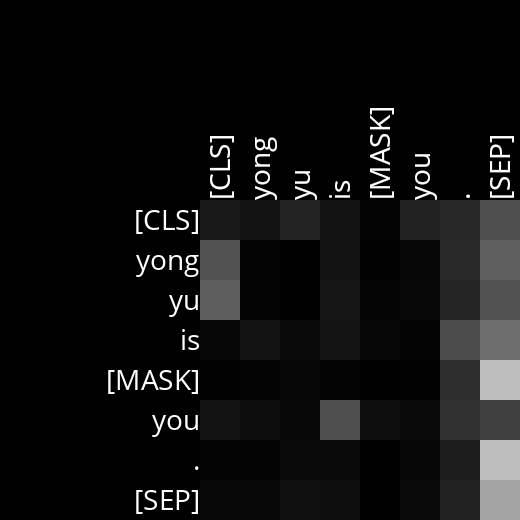 [CLS] yong yu is [MASK] you . [SEP]
[CLS]
yong
yu
is
[MASK]
you
.
[SEP]